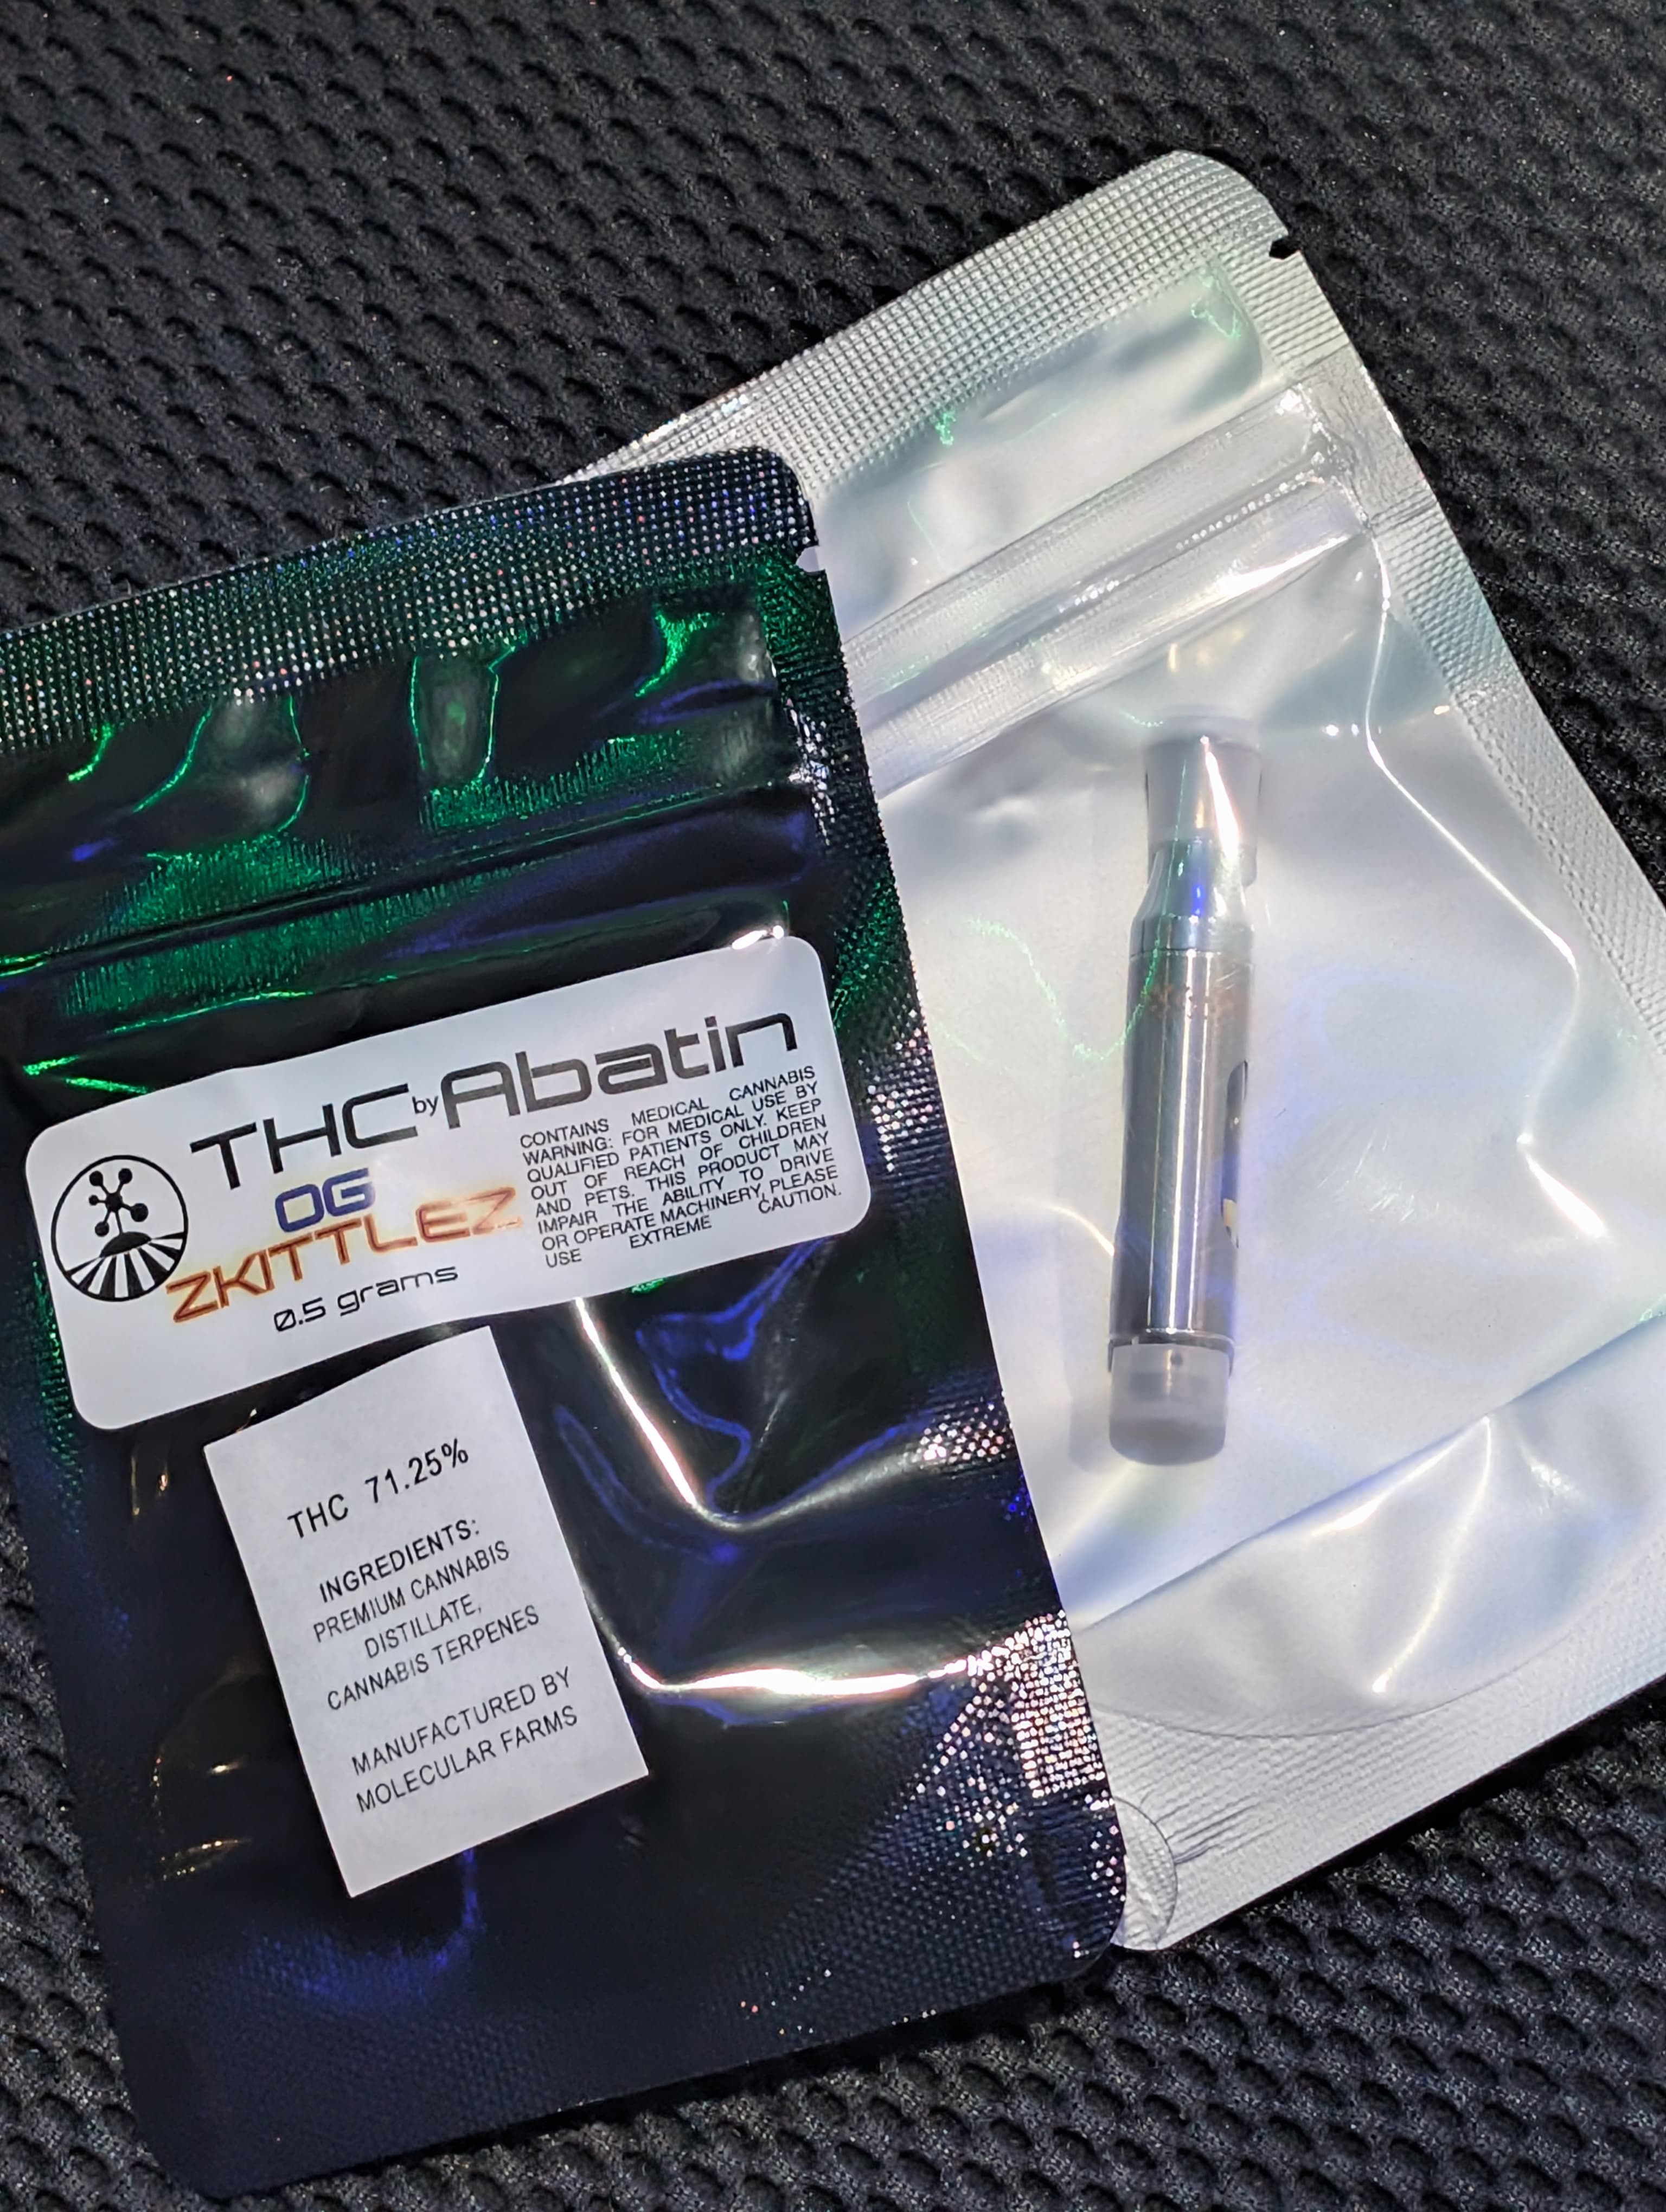 THC by Abatin
OG
ZKITTLEZ
0.5 grams
CONTAINS MEDICAL CANNABIS
WARNING: FOR MEDICAL USE BY
QUALIFIED PATIENTS ONLY. KEEP
OUT OF REACH OF CHILDREN
AND PETS. THIS PRODUCT MAY
IMPAIR THE ABILITY TO DRIVE
OR OPERATE MACHINERY, PLEASE
USE EXTREME CAUTION.
THC 71.25%
INGREDIENTS:
PREMIUM CANNABIS
DISTILLATE,
CANNABIS TERPENES
MANUFACTURED BY
MOLECULAR FARMS